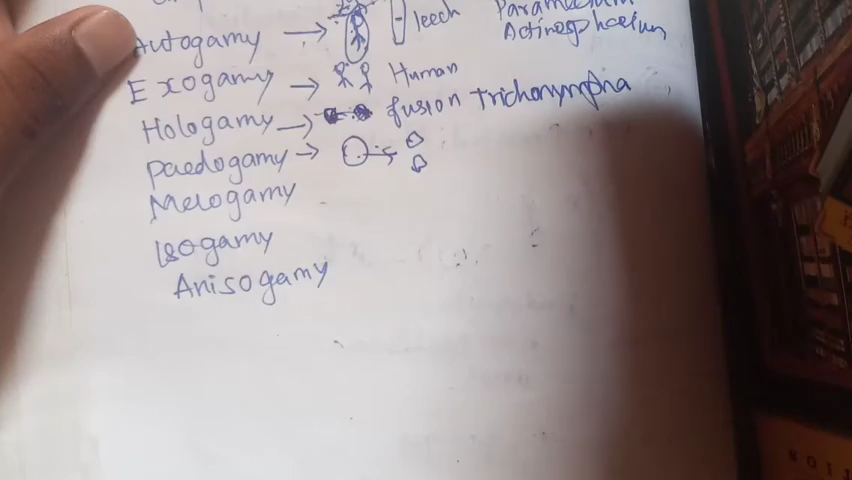 Paramecium
Autogamy → leech Actinosphaerium
Exogamy → Human
Hologamy → fusion Trichonympha
Paedogamy →
Merogamy
Isogamy
Anisogamy